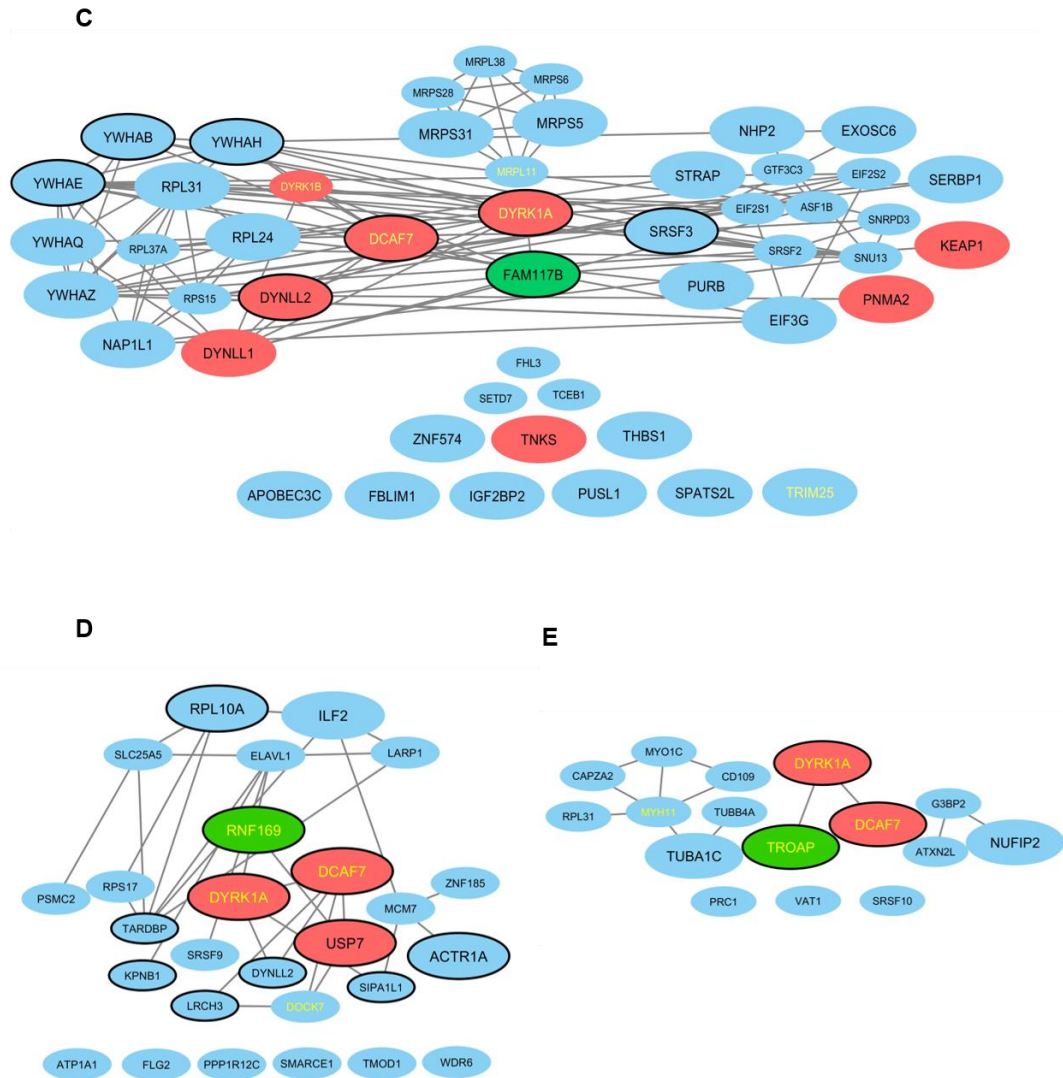 C
MRPL38
MRPS28 MRPS6
YWHAB YWHAH MRPS31 MRPS5 NHP2 EXOSC6
YWHAE RPL31 DYRK1B MRPL11 STRAP GTF3C3 EIF2S2 SERBP1
YWHAQ RPL37A RPL24 DCAF7 DYRK1A SRSF3 EIF2S1 ASF1B SNRPD3 KEAP1
YWHAZ RPS15 DYNLL2 FAM117B PURB SRSF2 SNU13 PNMA2
NAP1L1 DYNLL1 EIF3G
FHL3
SETD7 TCEB1
ZNF574 TNKS THBS1
APOBEC3C FBLIM1 IGF2BP2 PUSL1 SPATS2L TRIM25
D
RPL10A ILF2
SLC25A5 ELAVL1 LARP1
RNF169
PSMC2 RPS17 DYRK1A DCAF7 MCM7 ZNF185
TARDBP SRSF9 USP7 ACTR1A
KPNB1 DYNLL2 SIPA1L1
LRCH3 DOCK7
ATP1A1 FLG2 PPP1R12C SMARCE1 TMOD1 WDR6
E
MYO1C DYRK1A
CAPZA2 CD109
RPL31 MYH11 TUBB4A DCAF7 G3BP2
TUBA1C TROAP ATXN2L NUFIP2
PRC1 VAT1 SRSF10